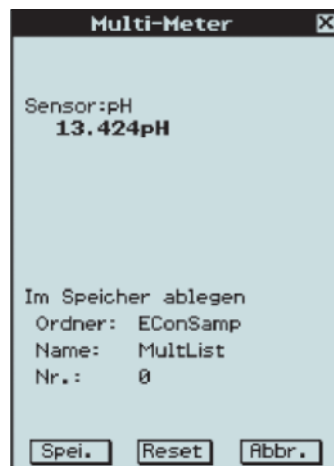 Multi-Meter
Sensor:pH
13.424pH
Im Speicher ablegen
Ordner: EConSamp
Name: MultList
Nr.: 0
Spei. Reset Abbr.